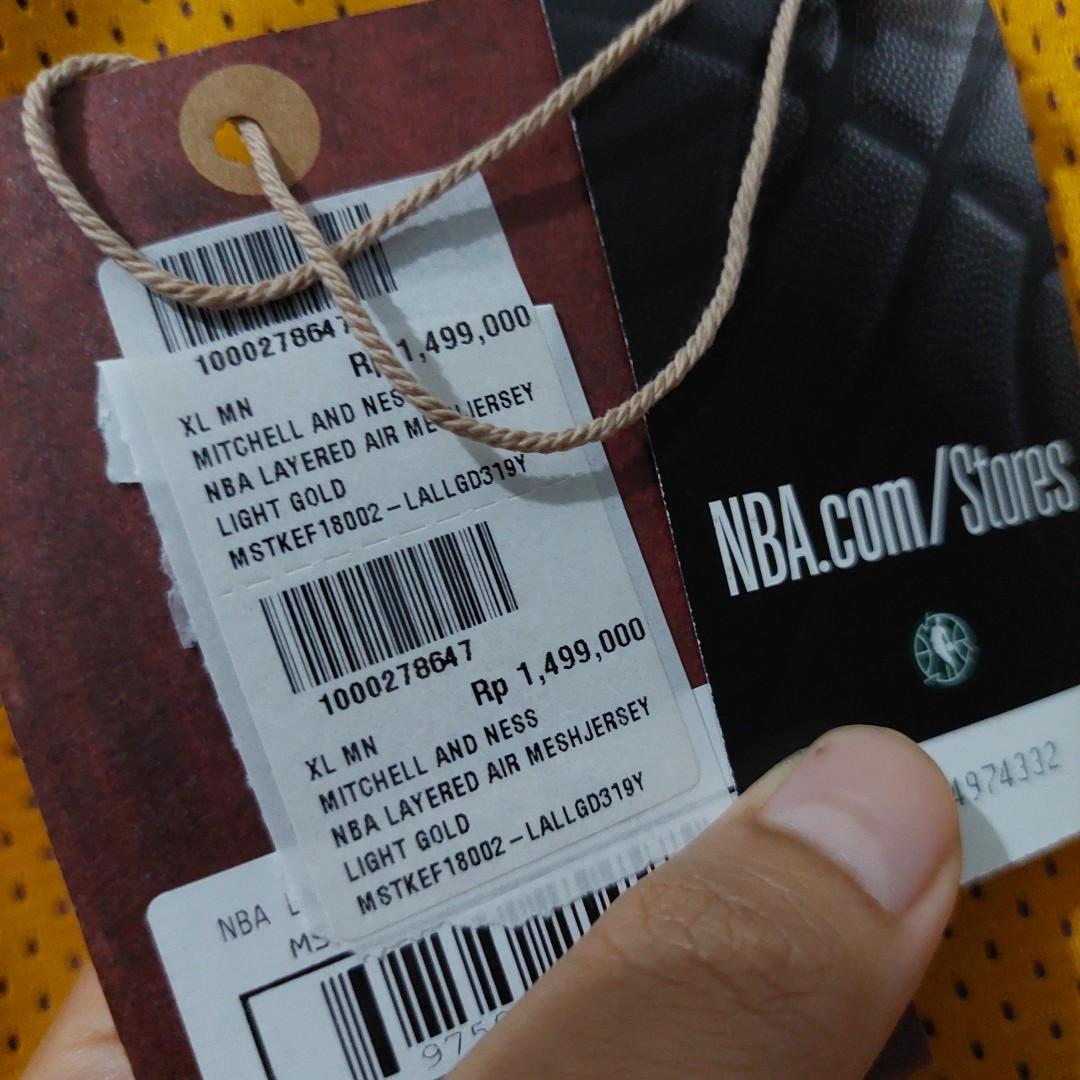 1000278647
Rp 1,499,000
XL MN
MITCHELL AND NESS
NBA LAYERED AIR MESHJERSEY
LIGHT GOLD
MSTKEF18002-LALLGD319Y
1000278647
Rp 1,499,000
XL MN
MITCHELL AND NESS
NBA LAYERED AIR MESHJERSEY
LIGHT GOLD
MSTKEF18002-LALLGD319Y
NBA.com/Stores
4974332
NBA